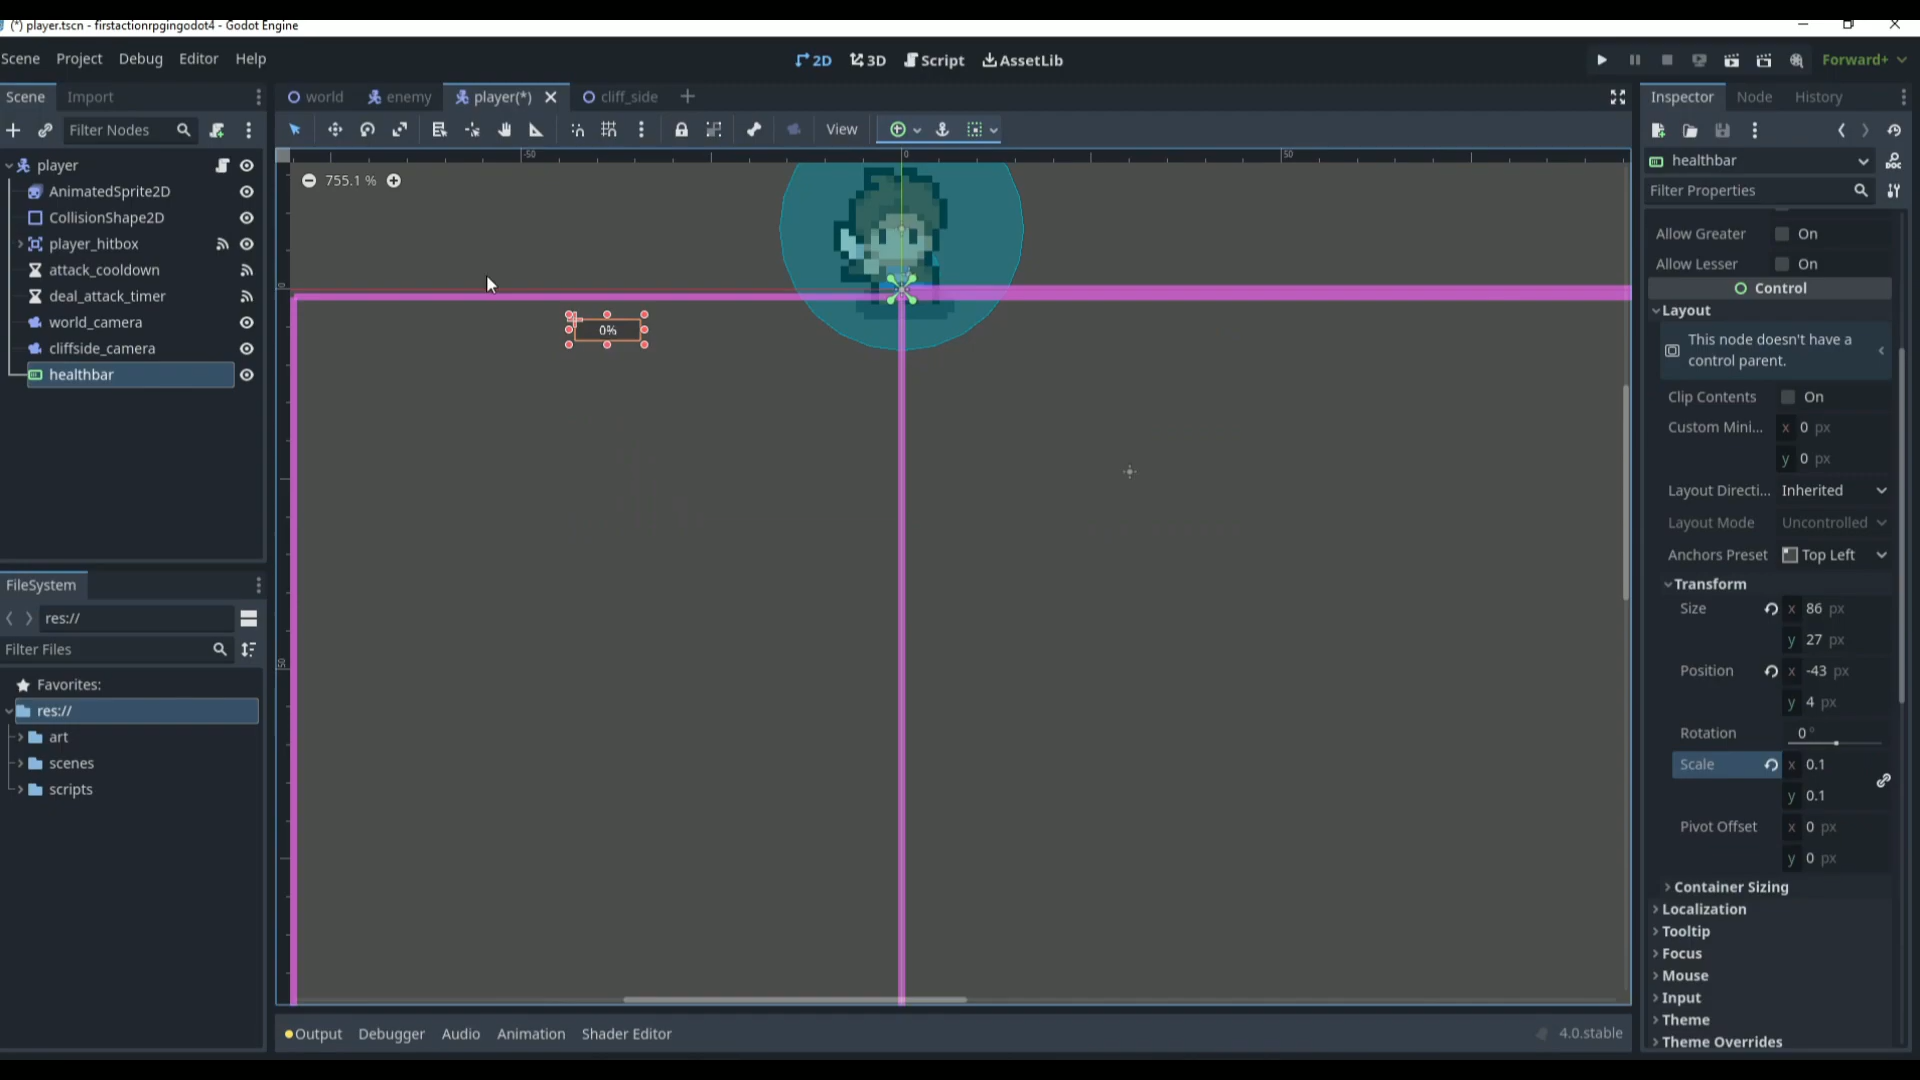 (*) player.tscn - firstactionrpgingodot4 - Godot Engine
Scene Project Debug Editor Help
2D 3D Script AssetLib
Forward+
Scene Import
world enemy player(*) cliff_side
Inspector Node History
Filter Nodes
View
player
AnimatedSprite2D
CollisionShape2D
player_hitbox
attack_cooldown
deal_attack_timer
world_camera
cliffside_camera
healthbar
FileSystem
res://
Filter Files
Favorites:
res://
art
scenes
scripts
-50 0 50
755.1 %
0
0%
50
Output Debugger Audio Animation Shader Editor
4.0.stable
healthbar
Filter Properties
Allow Greater On
Allow Lesser On
Control
Layout
This node doesn't have a
control parent.
Clip Contents On
Custom Mini... x 0 px
y 0 px
Layout Directi... Inherited
Layout Mode Uncontrolled
Anchors Preset Top Left
Transform
Size x 86 px
y 27 px
Position x -43 px
y 4 px
Rotation 0 °
Scale x 0.1
y 0.1
Pivot Offset x 0 px
y 0 px
Container Sizing
Localization
Tooltip
Focus
Mouse
Input
Theme
Theme Overrides